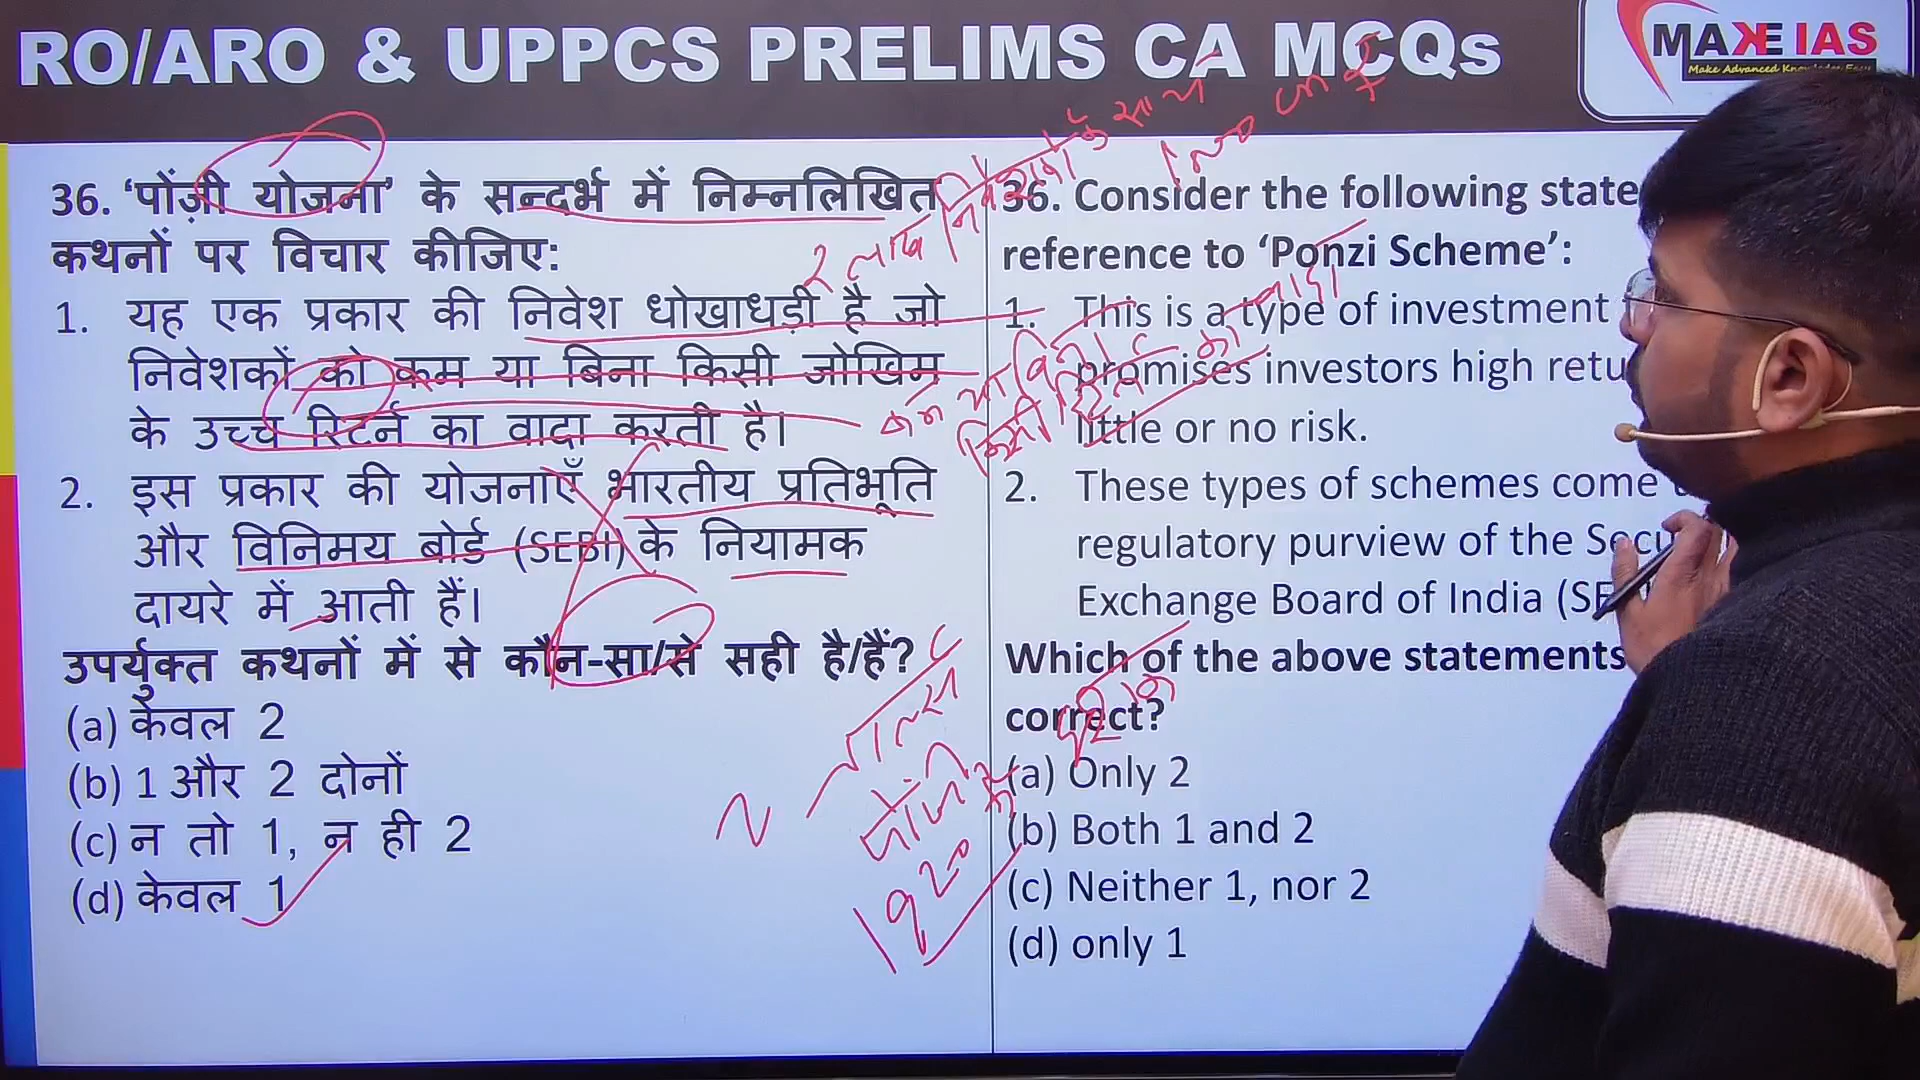 RO/ARO & UPPCS PRELIMS CA MCQs
MAKE IAS
Make Advanced Knowledge Easy
36. ‘पोंज़ी योजना’ के सन्दर्भ में निम्नलिखित
कथनों पर विचार कीजिए:
1. यह एक प्रकार की निवेश धोखाधड़ी है जो
निवेशकों को कम या बिना किसी जोखिम
के उच्च रिटर्न का वादा करती है।
2. इस प्रकार की योजनाएँ भारतीय प्रतिभूति
और विनिमय बोर्ड (SEBI) के नियामक
दायरे में आती हैं।
उपर्युक्त कथनों में से कौन-सा/से सही है/हैं?
(a) केवल 2
(b) 1 और 2 दोनों
(c) न तो 1, न ही 2
(d) केवल 1
2 लाख
1920
36. Consider the following state
reference to ‘Ponzi Scheme’:
1. This is a type of investment
promises investors high retu
little or no risk.
2. These types of schemes come
regulatory purview of the Secu
Exchange Board of India (SE
Which of the above statements
correct?
(a) Only 2
(b) Both 1 and 2
(c) Neither 1, nor 2
(d) only 1